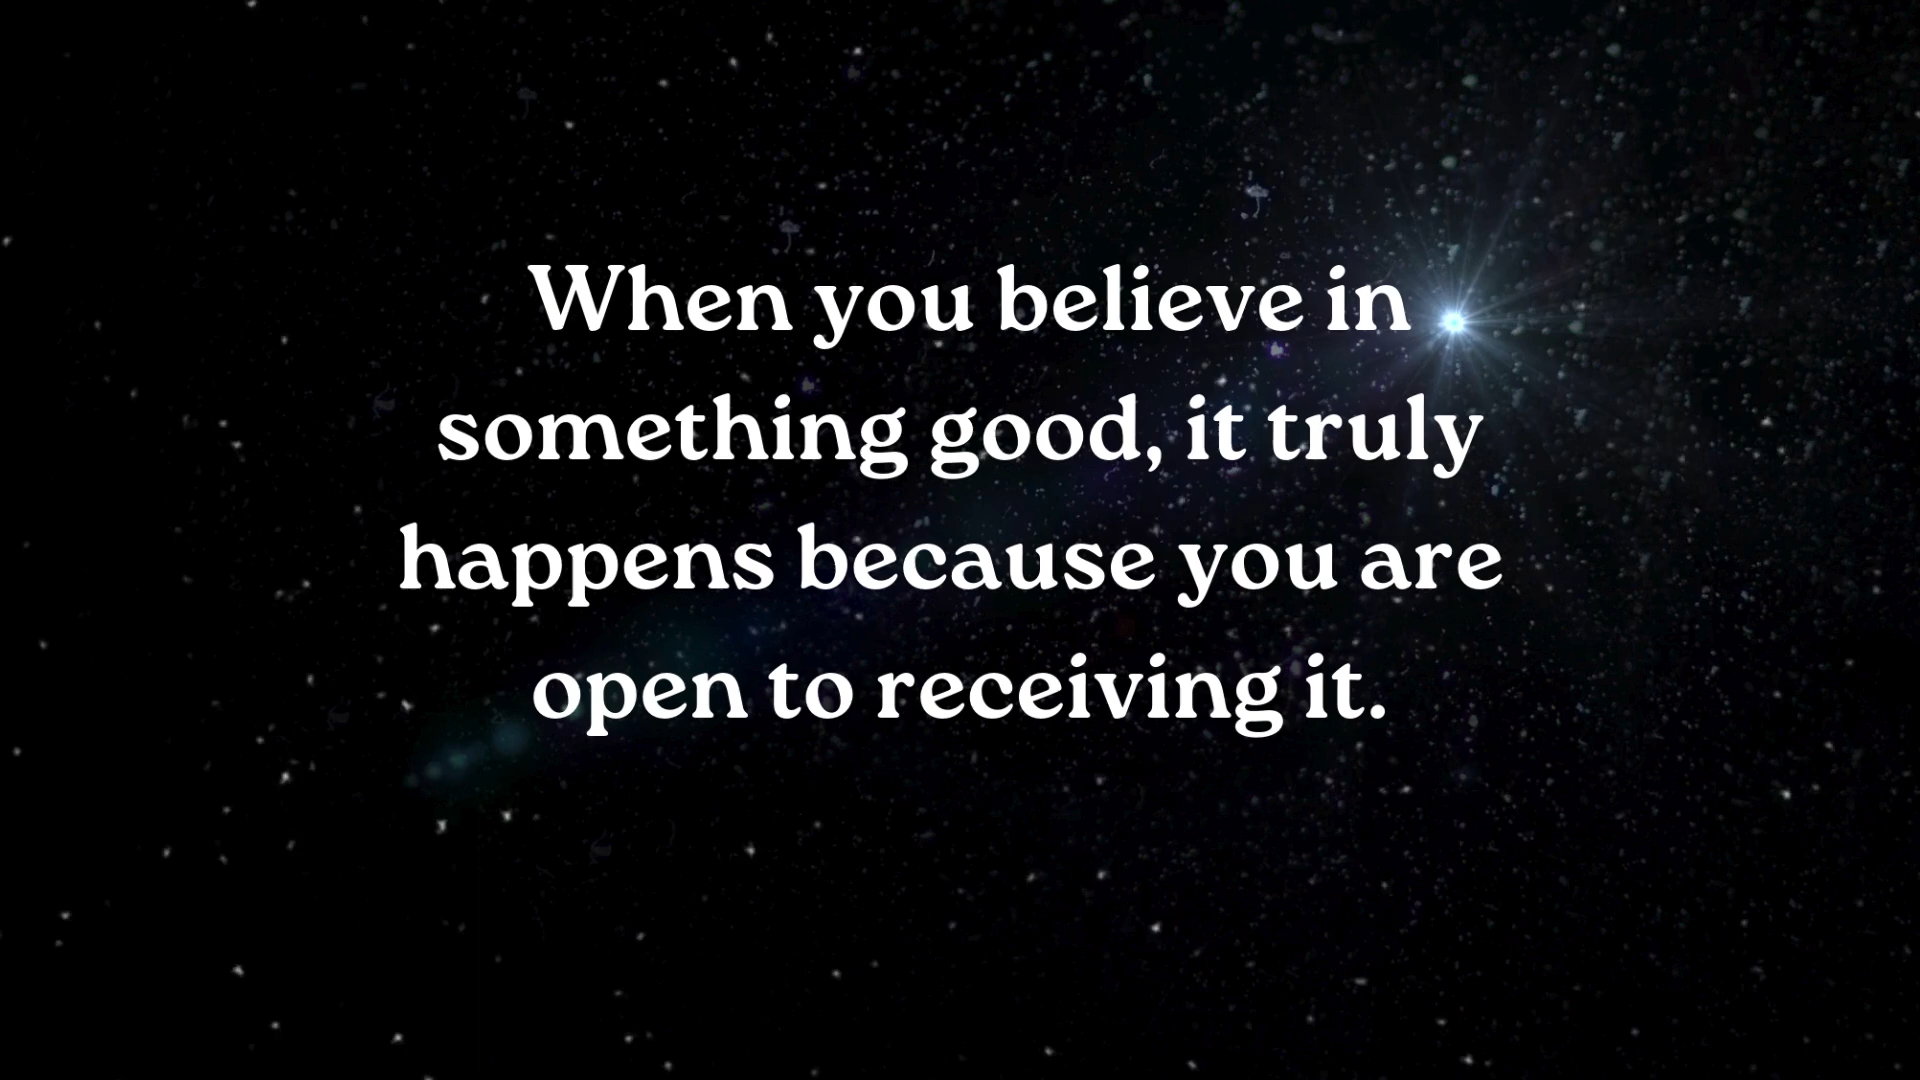 When you believe in
something good, it truly
happens because you are
open to receiving it.